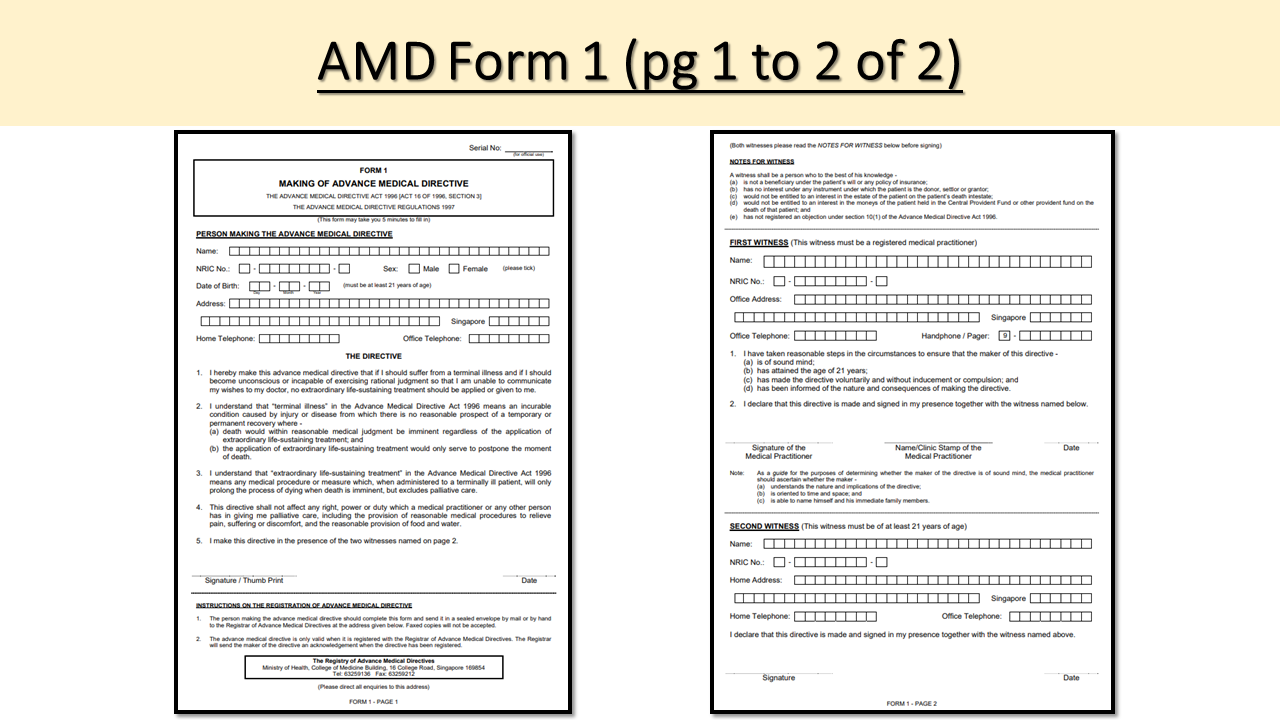 AMD Form 1 (pg 1 to 2 of 2)
Serial No:
(for official use)
FORM 1
MAKING OF ADVANCE MEDICAL DIRECTIVE
THE ADVANCE MEDICAL DIRECTIVE ACT 1996 [ACT 16 OF 1996, SECTION 3]
THE ADVANCE MEDICAL DIRECTIVE REGULATIONS 1997
(This form may take you 5 minutes to fill in)
PERSON MAKING THE ADVANCE MEDICAL DIRECTIVE
Name:
NRIC No.: - - Sex: Male Female (please tick)
Date of Birth: - - (must be at least 21 years of age)
Day Month Year
Address:
Singapore
Home Telephone: Office Telephone:
THE DIRECTIVE
1. I hereby make this advance medical directive that if I should suffer from a terminal illness and if I should
become unconscious or incapable of exercising rational judgment so that I am unable to communicate
my wishes to my doctor, no extraordinary life-sustaining treatment should be applied or given to me.
2. I understand that "terminal illness" in the Advance Medical Directive Act 1996 means an incurable
condition caused by injury or disease from which there is no reasonable prospect of a temporary or
permanent recovery where -
(a) death would within reasonable medical judgment be imminent regardless of the application of
extraordinary life-sustaining treatment; and
(b) the application of extraordinary life-sustaining treatment would only serve to postpone the moment
of death.
3. I understand that "extraordinary life-sustaining treatment" in the Advance Medical Directive Act 1996
means any medical procedure or measure which, when administered to a terminally ill patient, will only
prolong the process of dying when death is imminent, but excludes palliative care.
4. This directive shall not affect any right, power or duty which a medical practitioner or any other person
has in giving me palliative care, including the provision of reasonable medical procedures to relieve
pain, suffering or discomfort, and the reasonable provision of food and water.
5. I make this directive in the presence of the two witnesses named on page 2.
Signature / Thumb Print Date
INSTRUCTIONS ON THE REGISTRATION OF ADVANCE MEDICAL DIRECTIVE
1. The person making the advance medical directive should complete this form and send it in a sealed envelope by mail or by hand
to the Registrar of Advance Medical Directives at the address given below. Faxed copies will not be accepted.
2. The advance medical directive is only valid when it is registered with the Registrar of Advance Medical Directives. The Registrar
will send the maker of the directive an acknowledgement when the directive has been registered.
The Registry of Advance Medical Directives
Ministry of Health, College of Medicine Building, 16 College Road, Singapore 169854
Tel: 63259136 Fax: 63259212
(Please direct all enquiries to this address)
FORM 1 - PAGE 1
(Both witnesses please read the NOTES FOR WITNESS below before signing)
NOTES FOR WITNESS
A witness shall be a person who to the best of his knowledge -
(a) is not a beneficiary under the patient's will or any policy of insurance;
(b) has no interest under any instrument under which the patient is the donor, settlor or grantor;
(c) would not be entitled to an interest in the estate of the patient on the patient's death intestate;
(d) would not be entitled to an interest in the moneys of the patient held in the Central Provident Fund or other provident fund on the
death of that patient; and
(e) has not registered an objection under section 10(1) of the Advance Medical Directive Act 1996.
FIRST WITNESS (This witness must be a registered medical practitioner)
Name:
NRIC No.: - -
Office Address:
Singapore
Office Telephone: Handphone / Pager: 9 -
1. I have taken reasonable steps in the circumstances to ensure that the maker of this directive -
(a) is of sound mind;
(b) has attained the age of 21 years;
(c) has made the directive voluntarily and without inducement or compulsion; and
(d) has been informed of the nature and consequences of making the directive.
2. I declare that this directive is made and signed in my presence together with the witness named below.
Signature of the Name/Clinic Stamp of the Date
Medical Practitioner Medical Practitioner
Note: As a guide for the purposes of determining whether the maker of the directive is of sound mind, the medical practitioner
should ascertain whether the maker -
(a) understands the nature and implications of the directive;
(b) is oriented to time and space; and
(c) is able to name himself and his immediate family members.
SECOND WITNESS (This witness must be of at least 21 years of age)
Name:
NRIC No.: - -
Home Address:
Singapore
Home Telephone: Office Telephone:
I declare that this directive is made and signed in my presence together with the witness named above.
Signature Date
FORM 1 - PAGE 2